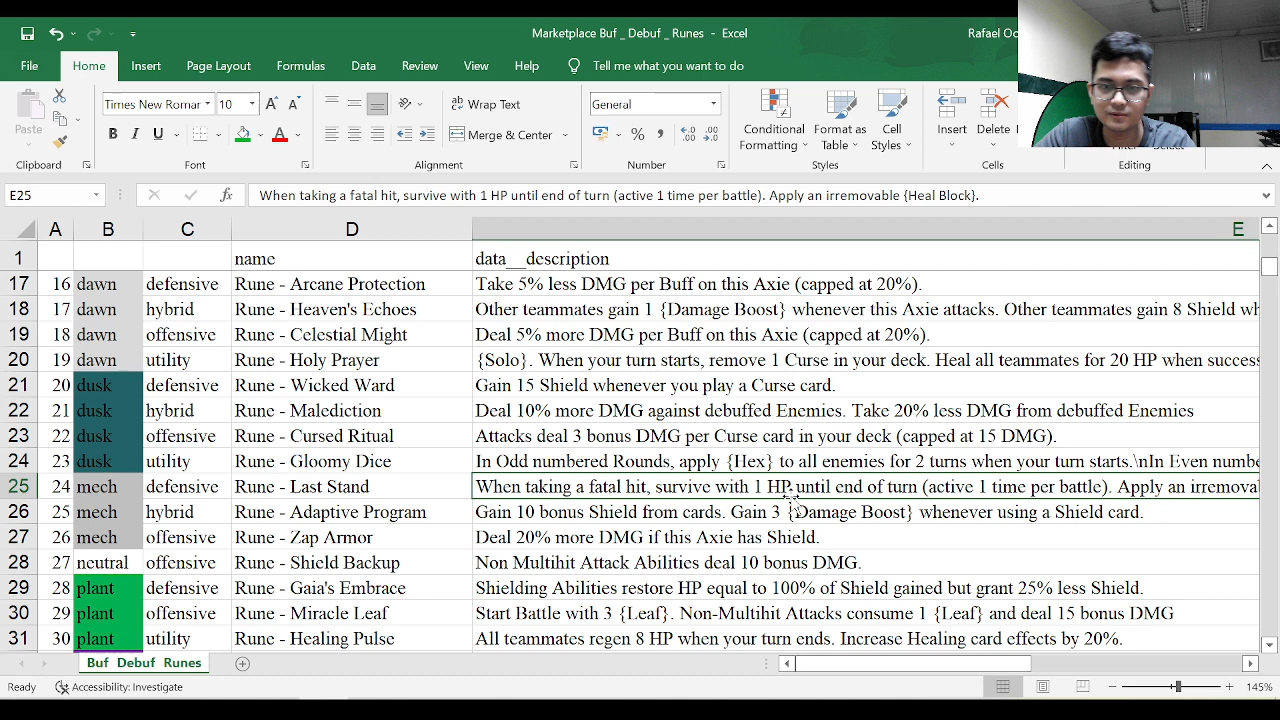 Marketplace Buf _ Debuf _ Runes - Excel
Rafael Oc
File Home Insert Page Layout Formulas Data Review View Help Tell me what you want to do
Paste
Clipboard
Times New Romar 10
B I U A
Font
Wrap Text
Merge & Center
Alignment
General
% ,
Number
Conditional Formatting
Format as Table
Cell Styles
Styles
Insert Delete
Cells
Editing
E25 fx When taking a fatal hit, survive with 1 HP until end of turn (active 1 time per battle). Apply an irremovable {Heal Block}.
A B C D E
1 name data__description
17 16 dawn defensive Rune - Arcane Protection Take 5% less DMG per Buff on this Axie (capped at 20%).
18 17 dawn hybrid Rune - Heaven's Echoes Other teammates gain 1 {Damage Boost} whenever this Axie attacks. Other teammates gain 8 Shield wh
19 18 dawn offensive Rune - Celestial Might Deal 5% more DMG per Buff on this Axie (capped at 20%).
20 19 dawn utility Rune - Holy Prayer {Solo}. When your turn starts, remove 1 Curse in your deck. Heal all teammates for 20 HP when success
21 20 dusk defensive Rune - Wicked Ward Gain 15 Shield whenever you play a Curse card.
22 21 dusk hybrid Rune - Malediction Deal 10% more DMG against debuffed Enemies. Take 20% less DMG from debuffed Enemies
23 22 dusk offensive Rune - Cursed Ritual Attacks deal 3 bonus DMG per Curse card in your deck (capped at 15 DMG).
24 23 dusk utility Rune - Gloomy Dice In Odd numbered Rounds, apply {Hex} to all enemies for 2 turns when your turn starts.\nIn Even numbe
25 24 mech defensive Rune - Last Stand When taking a fatal hit, survive with 1 HP until end of turn (active 1 time per battle). Apply an irremova
26 25 mech hybrid Rune - Adaptive Program Gain 10 bonus Shield from cards. Gain 3 {Damage Boost} whenever using a Shield card.
27 26 mech offensive Rune - Zap Armor Deal 20% more DMG if this Axie has Shield.
28 27 neutral offensive Rune - Shield Backup Non Multihit Attack Abilities deal 10 bonus DMG.
29 28 plant defensive Rune - Gaia's Embrace Shielding Abilities restore HP equal to 100% of Shield gained but grant 25% less Shield.
30 29 plant offensive Rune - Miracle Leaf Start Battle with 3 {Leaf}. Non-Multihit Attacks consume 1 {Leaf} and deal 15 bonus DMG
31 30 plant utility Rune - Healing Pulse All teammates regen 8 HP when your turn ends. Increase Healing card effects by 20%.
Buf Debuf Runes
Ready Accessibility: Investigate 145%